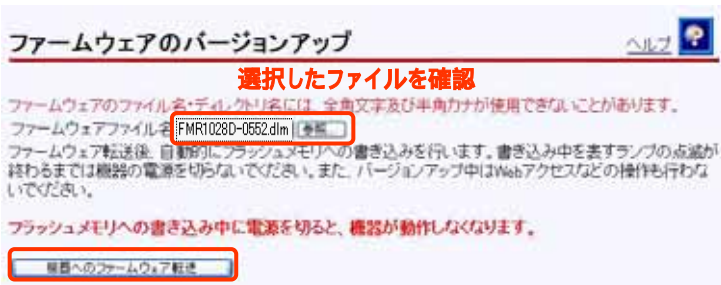 ファームウェアのバージョンアップ
ヘルプ
選択したファイルを確認
ファームウェアのファイル名・ディレクトリ名には、全角文字及び半角カナが使用できないことがあります。
ファームウェアファイル名 FMR1028D-0552.dlm 参照...
ファームウェア転送後、自動的にフラッシュメモリへの書き込みを行います。書き込み中を表すランプの点滅が
終わるまでは機器の電源を切らないでください。また、バージョンアップ中はWebアクセスなどの操作も行わな
いでください。
フラッシュメモリへの書き込み中に電源を切ると、機器が動作しなくなります。
機器へのファームウェア転送